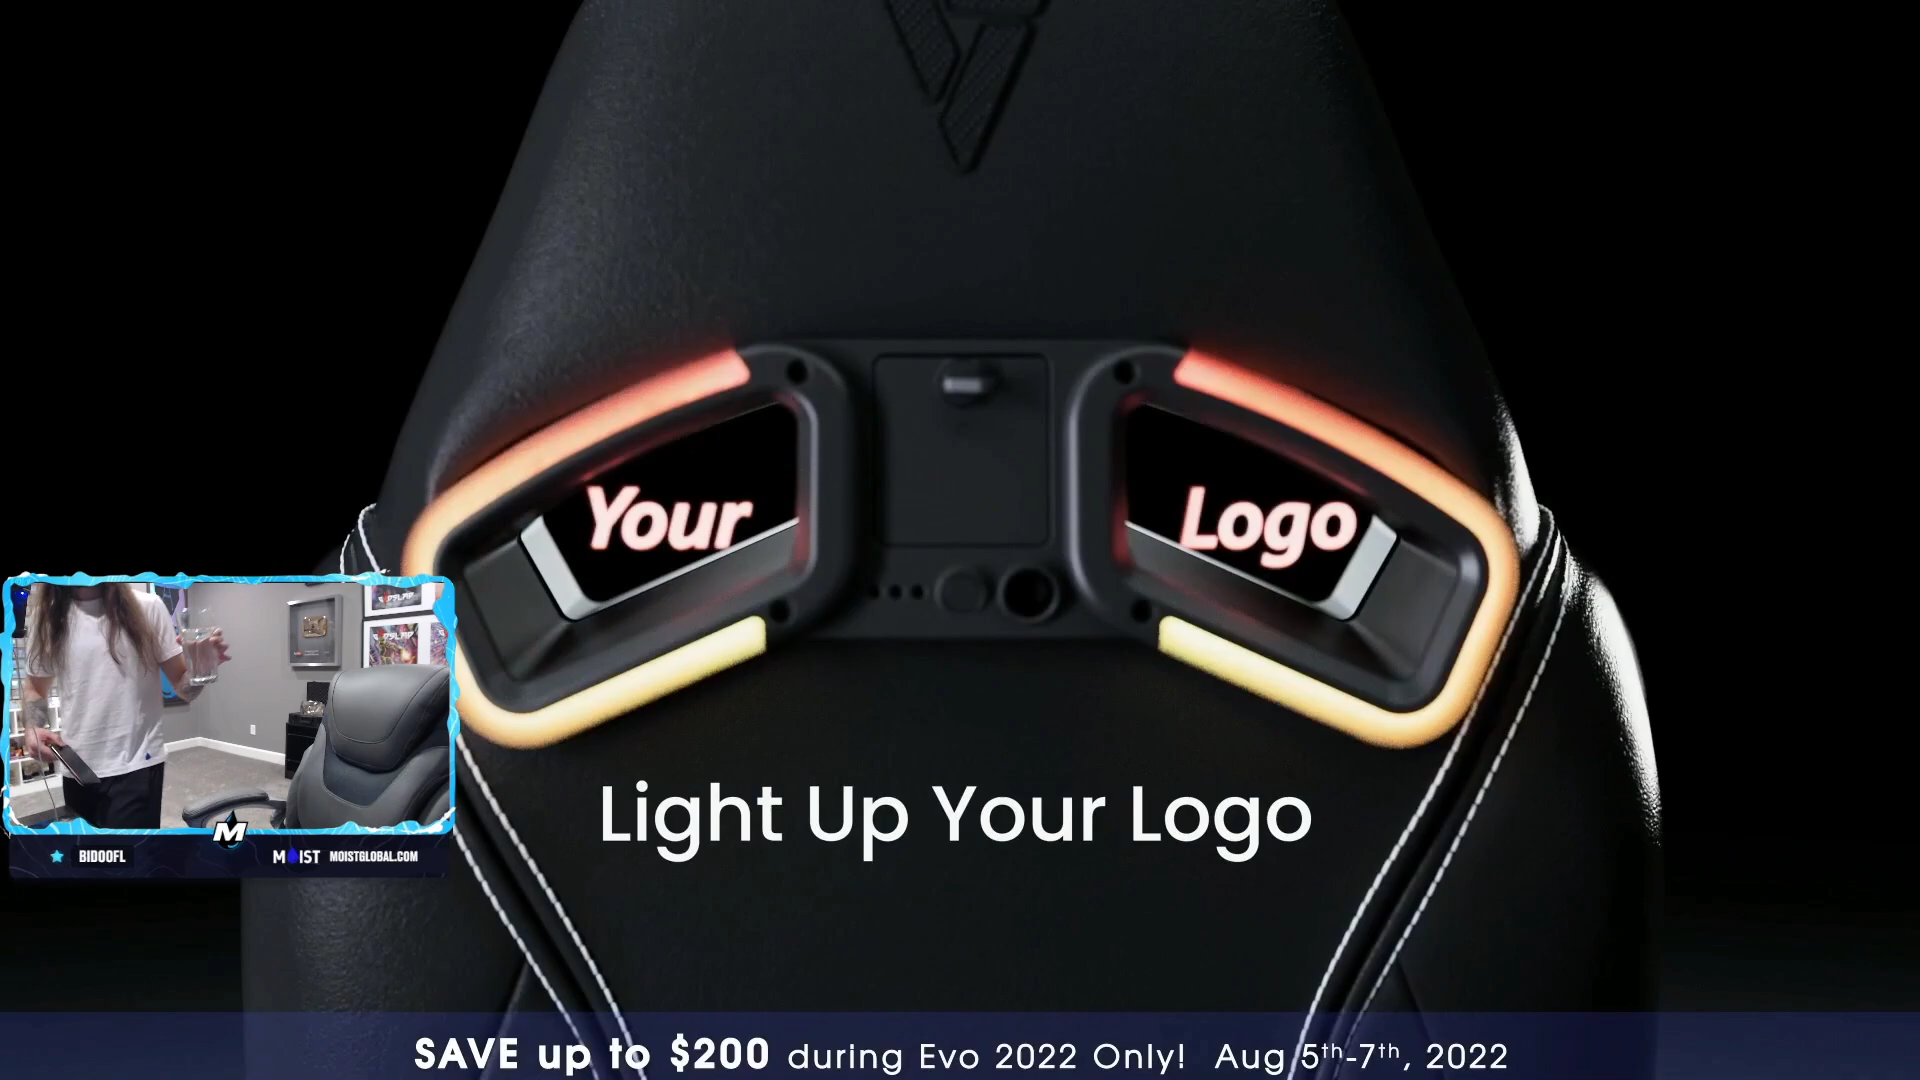 Your Logo
Light Up Your Logo
M
BIDOOFL
MOIST MOISTGLOBAL.COM
SAVE up to $200 during Evo 2022 Only! Aug 5th-7th, 2022